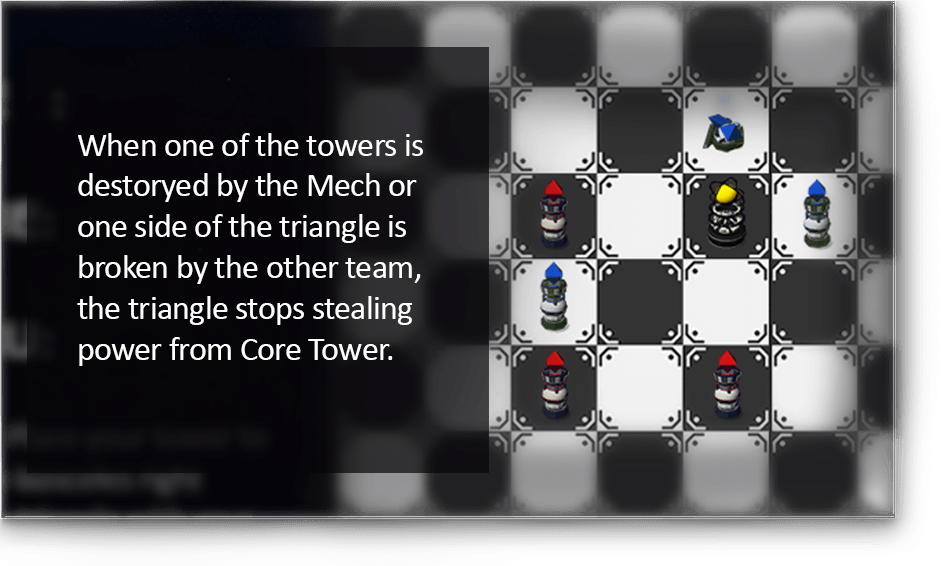 When one of the towers is
destoryed by the Mech or
one side of the triangle is
broken by the other team,
the triangle stops stealing
power from Core Tower.